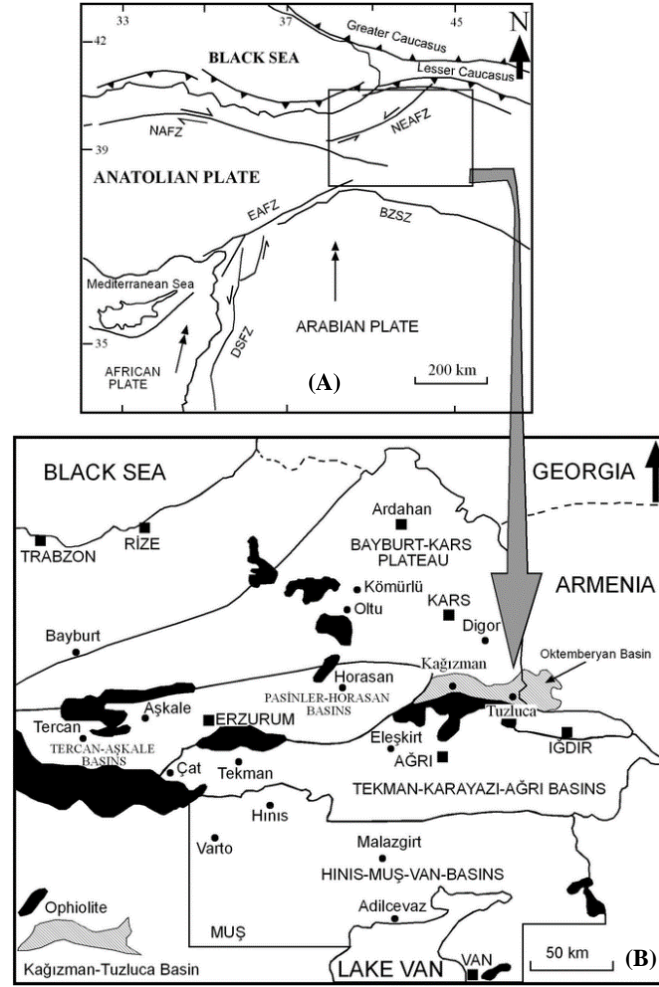 33
37
45
N
42
Greater Caucasus
BLACK SEA
Lesser Caucasus
NAFZ
NEAFZ
39
ANATOLIAN PLATE
EAFZ
BZSZ
Mediterranean Sea
DSFZ
ARABIAN PLATE
35
AFRICAN
PLATE
(A)
200 km
BLACK SEA
GEORGIA
Ardahan
TRABZON
RİZE
BAYBURT-KARS
PLATEAU
Kömürlü
ARMENIA
Oltu
KARS
Digor
Bayburt
Oktemberyan Basin
Kağızman
Horasan
Aşkale
PASİNLER-HORASAN
BASINS
Tuzluca
Tercan
ERZURUM
TERCAN-AŞKALE
BASINS
Eleşkirt
IĞDIR
AĞRI
Çat
Tekman
TEKMAN-KARAYAZI-AĞRI BASINS
Hınıs
Varto
Malazgirt
HINIS-MUŞ-VAN-BASINS
Ophiolite
Adilcevaz
MUŞ
Kağızman-Tuzluca Basin
LAKE VAN
VAN
50 km
(B)